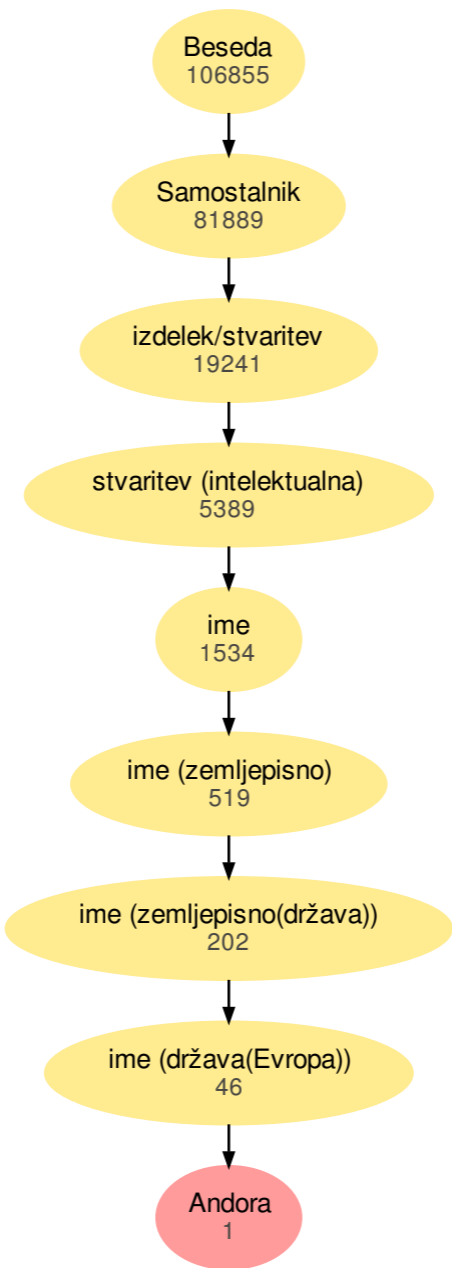 Beseda
106855
Samostalnik
81889
izdelek/stvaritev
19241
stvaritev (intelektualna)
5389
ime
1534
ime (zemljepisno)
519
ime (zemljepisno(država))
202
ime (država(Evropa))
46
Andora
1